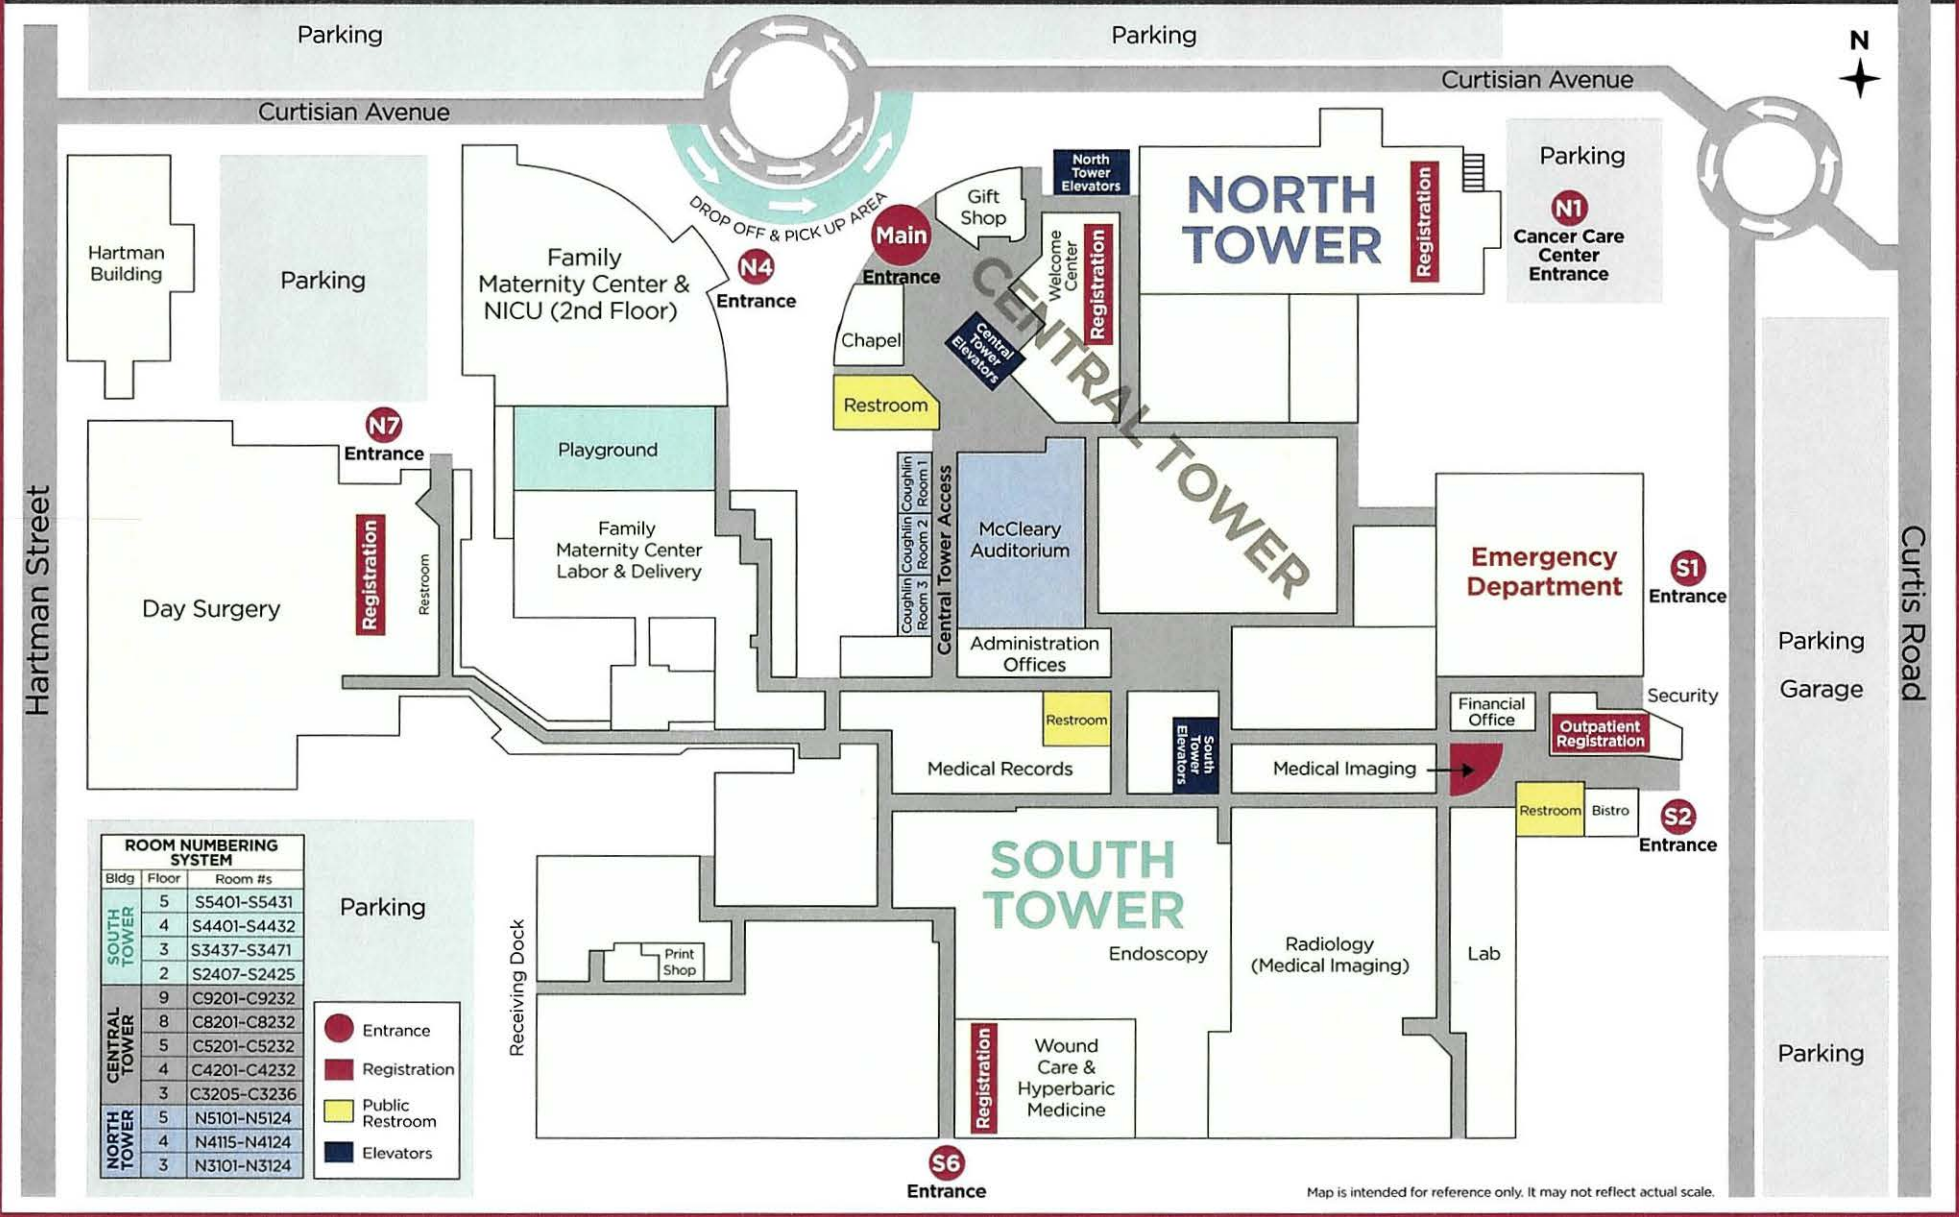 Parking
Parking
N
Curtisian Avenue
Curtisian Avenue
Hartman
Building
Parking
Family
Maternity Center &
NICU (2nd Floor)
DROP OFF & PICK UP AREA
N4
Entrance
Main
Entrance
Gift
Shop
North
Tower
Elevators
Welcome
Center
Registration
NORTH
TOWER
Registration
Parking
N1
Cancer Care
Center
Entrance
Chapel
Central
Tower
Elevators
CENTRAL TOWER
Restroom
N7
Entrance
Playground
Hartman Street
Day Surgery
Registration
Restroom
Family
Maternity Center
Labor & Delivery
Coughlin
Room 1
Coughlin
Room 2
Coughlin
Room 3
Central Tower Access
McCleary
Auditorium
Administration
Offices
Emergency
Department
S1
Entrance
Curtis Road
Parking
Garage
Security
Financial
Office
Outpatient
Registration
Restroom
Medical Records
South
Tower
Elevators
Medical Imaging
Restroom
Bistro
S2
Entrance
SOUTH
TOWER
Endoscopy
Radiology
(Medical Imaging)
Lab
Receiving Dock
Print
Shop
Registration
Wound
Care &
Hyperbaric
Medicine
S6
Entrance
Parking
Parking
ROOM NUMBERING
SYSTEM
Bldg Floor Room #s
SOUTH
TOWER
5 S5401-S5431
4 S4401-S4432
3 S3437-S3471
2 S2407-S2425
CENTRAL
TOWER
9 C9201-C9232
8 C8201-C8232
5 C5201-C5232
4 C4201-C4232
3 C3205-C3236
NORTH
TOWER
5 N5101-N5124
4 N4115-N4124
3 N3101-N3124
Entrance
Registration
Public
Restroom
Elevators
Map is intended for reference only. It may not reflect actual scale.